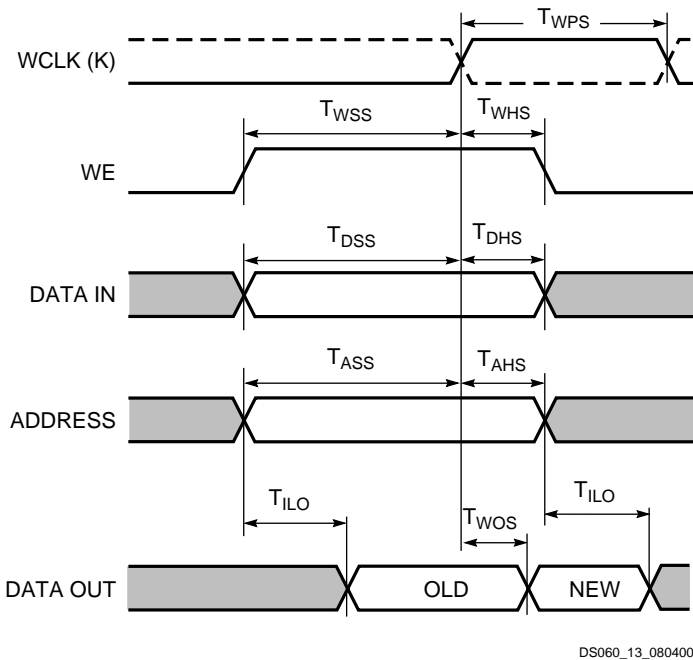 T_WPS
WCLK (K)
T_WSS T_WHS
WE
T_DSS T_DHS
DATA IN
T_ASS T_AHS
ADDRESS
T_ILO T_WOS T_ILO
DATA OUT OLD NEW
DS060_13_080400